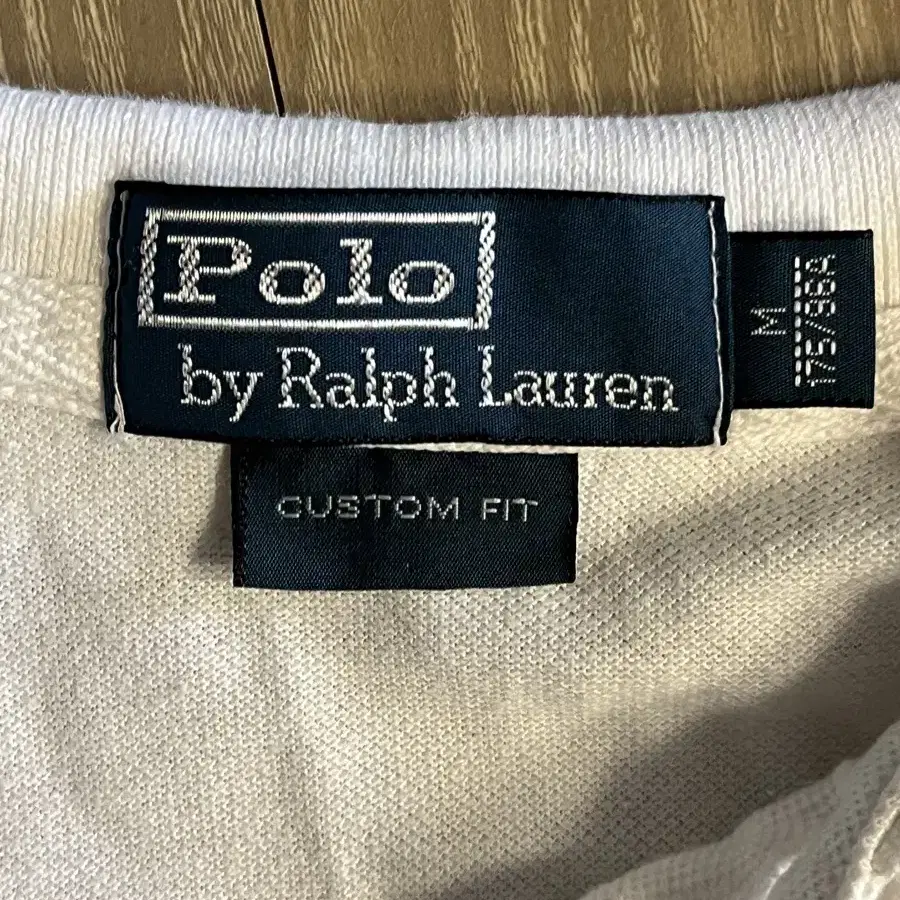 Polo
by Ralph Lauren
M
175/96A
CUSTOM FIT